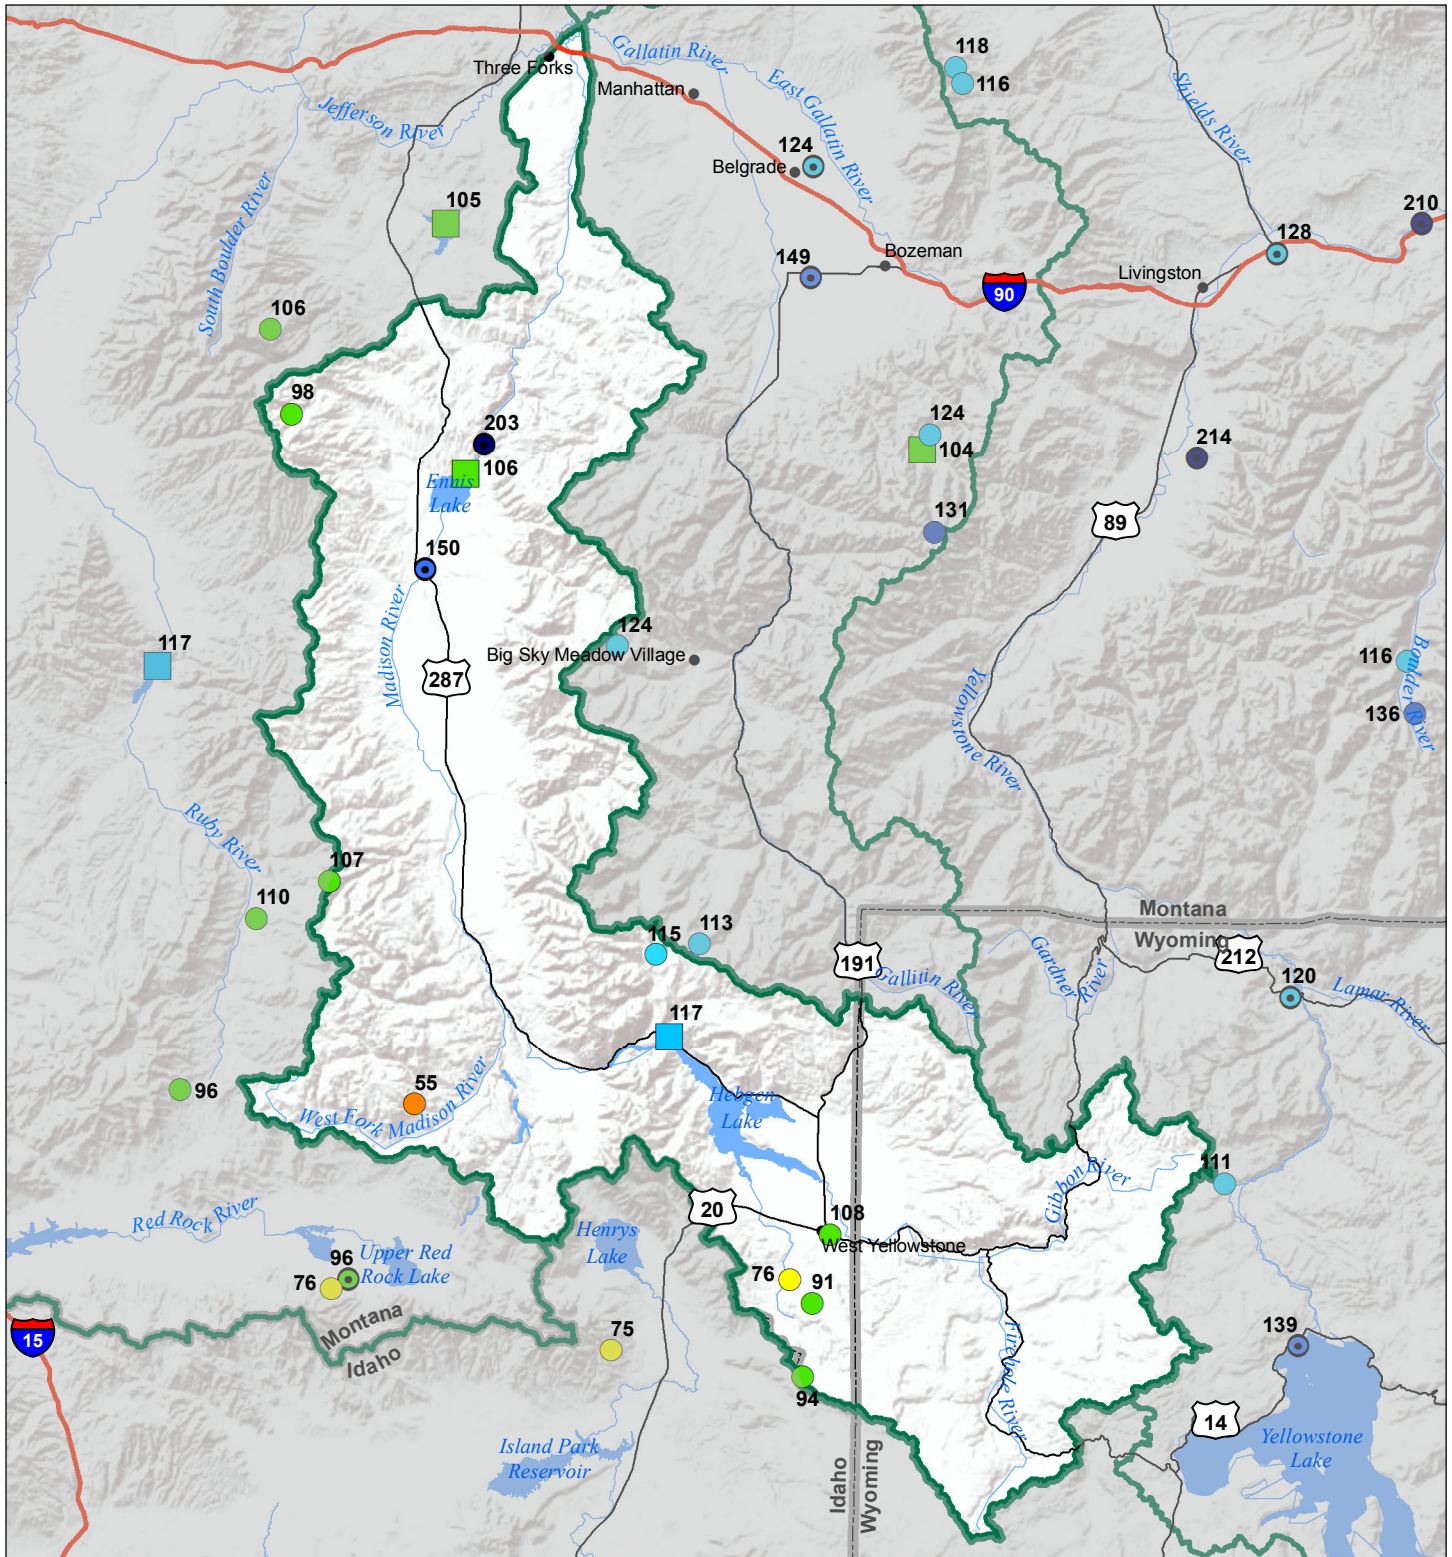 118
116
Three Forks
Gallatin River
Manhattan
East Gallatin River
Shields River
Jefferson River
124
Belgrade
South Boulder River
105
210
128
Bozeman
149
Livingston
90
106
98
203
106
Ennis
Lake
124
104
214
131
89
150
Madison River
117
124
Big Sky Meadow Village
287
116
Boulder River
136
Yellowstone River
Ruby River
107
110
Montana
Wyoming
115
113
191
Gallitin River
Gardner
River
212
120
Lamar River
117
96
55
West Fork Madison River
Hebgen
Lake
Gibbon River
111
Red Rock River
20
Henrys
Lake
108
West Yellowstone
96
76
Upper Red
Rock Lake
76
91
15
Montana
Idaho
75
Firehole River
139
94
14
Island Park
Reservoir
Idaho
Wyoming
Yellowstone
Lake